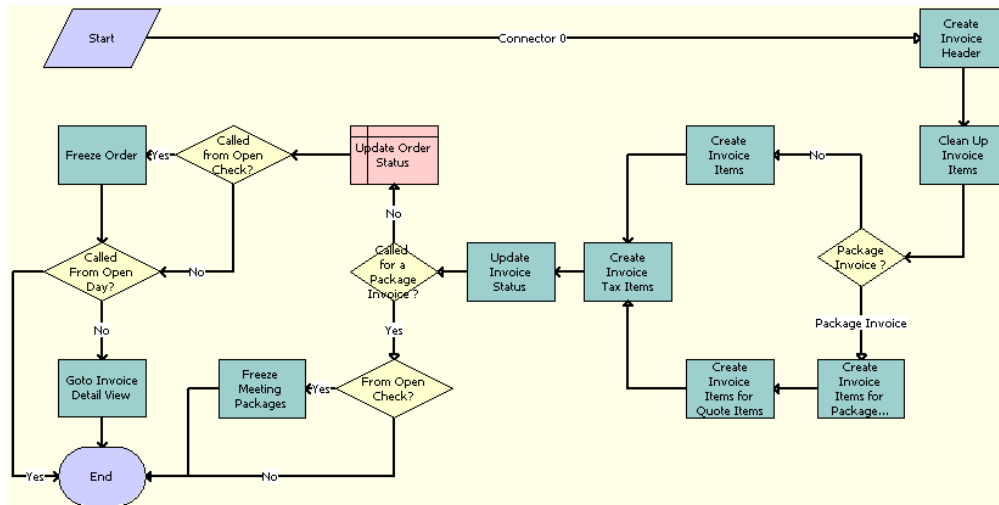 Start
Connector 0
Create
Invoice
Header
Freeze Order
Yes
Called
from Open
Check?
Update Order
Status
Create
Invoice
Items
No
Clean Up
Invoice
Items
No
Called
From Open
Day?
No
Called
for a
Package
Invoice ?
Update
Invoice
Status
Create
Invoice
Tax Items
Package
Invoice ?
No
Yes
Package Invoice
Goto Invoice
Detail View
Freeze
Meeting
Packages
Yes
From Open
Check?
Create
Invoice
Items for
Quote Items
Create
Invoice
Items for
Package...
Yes
End
No